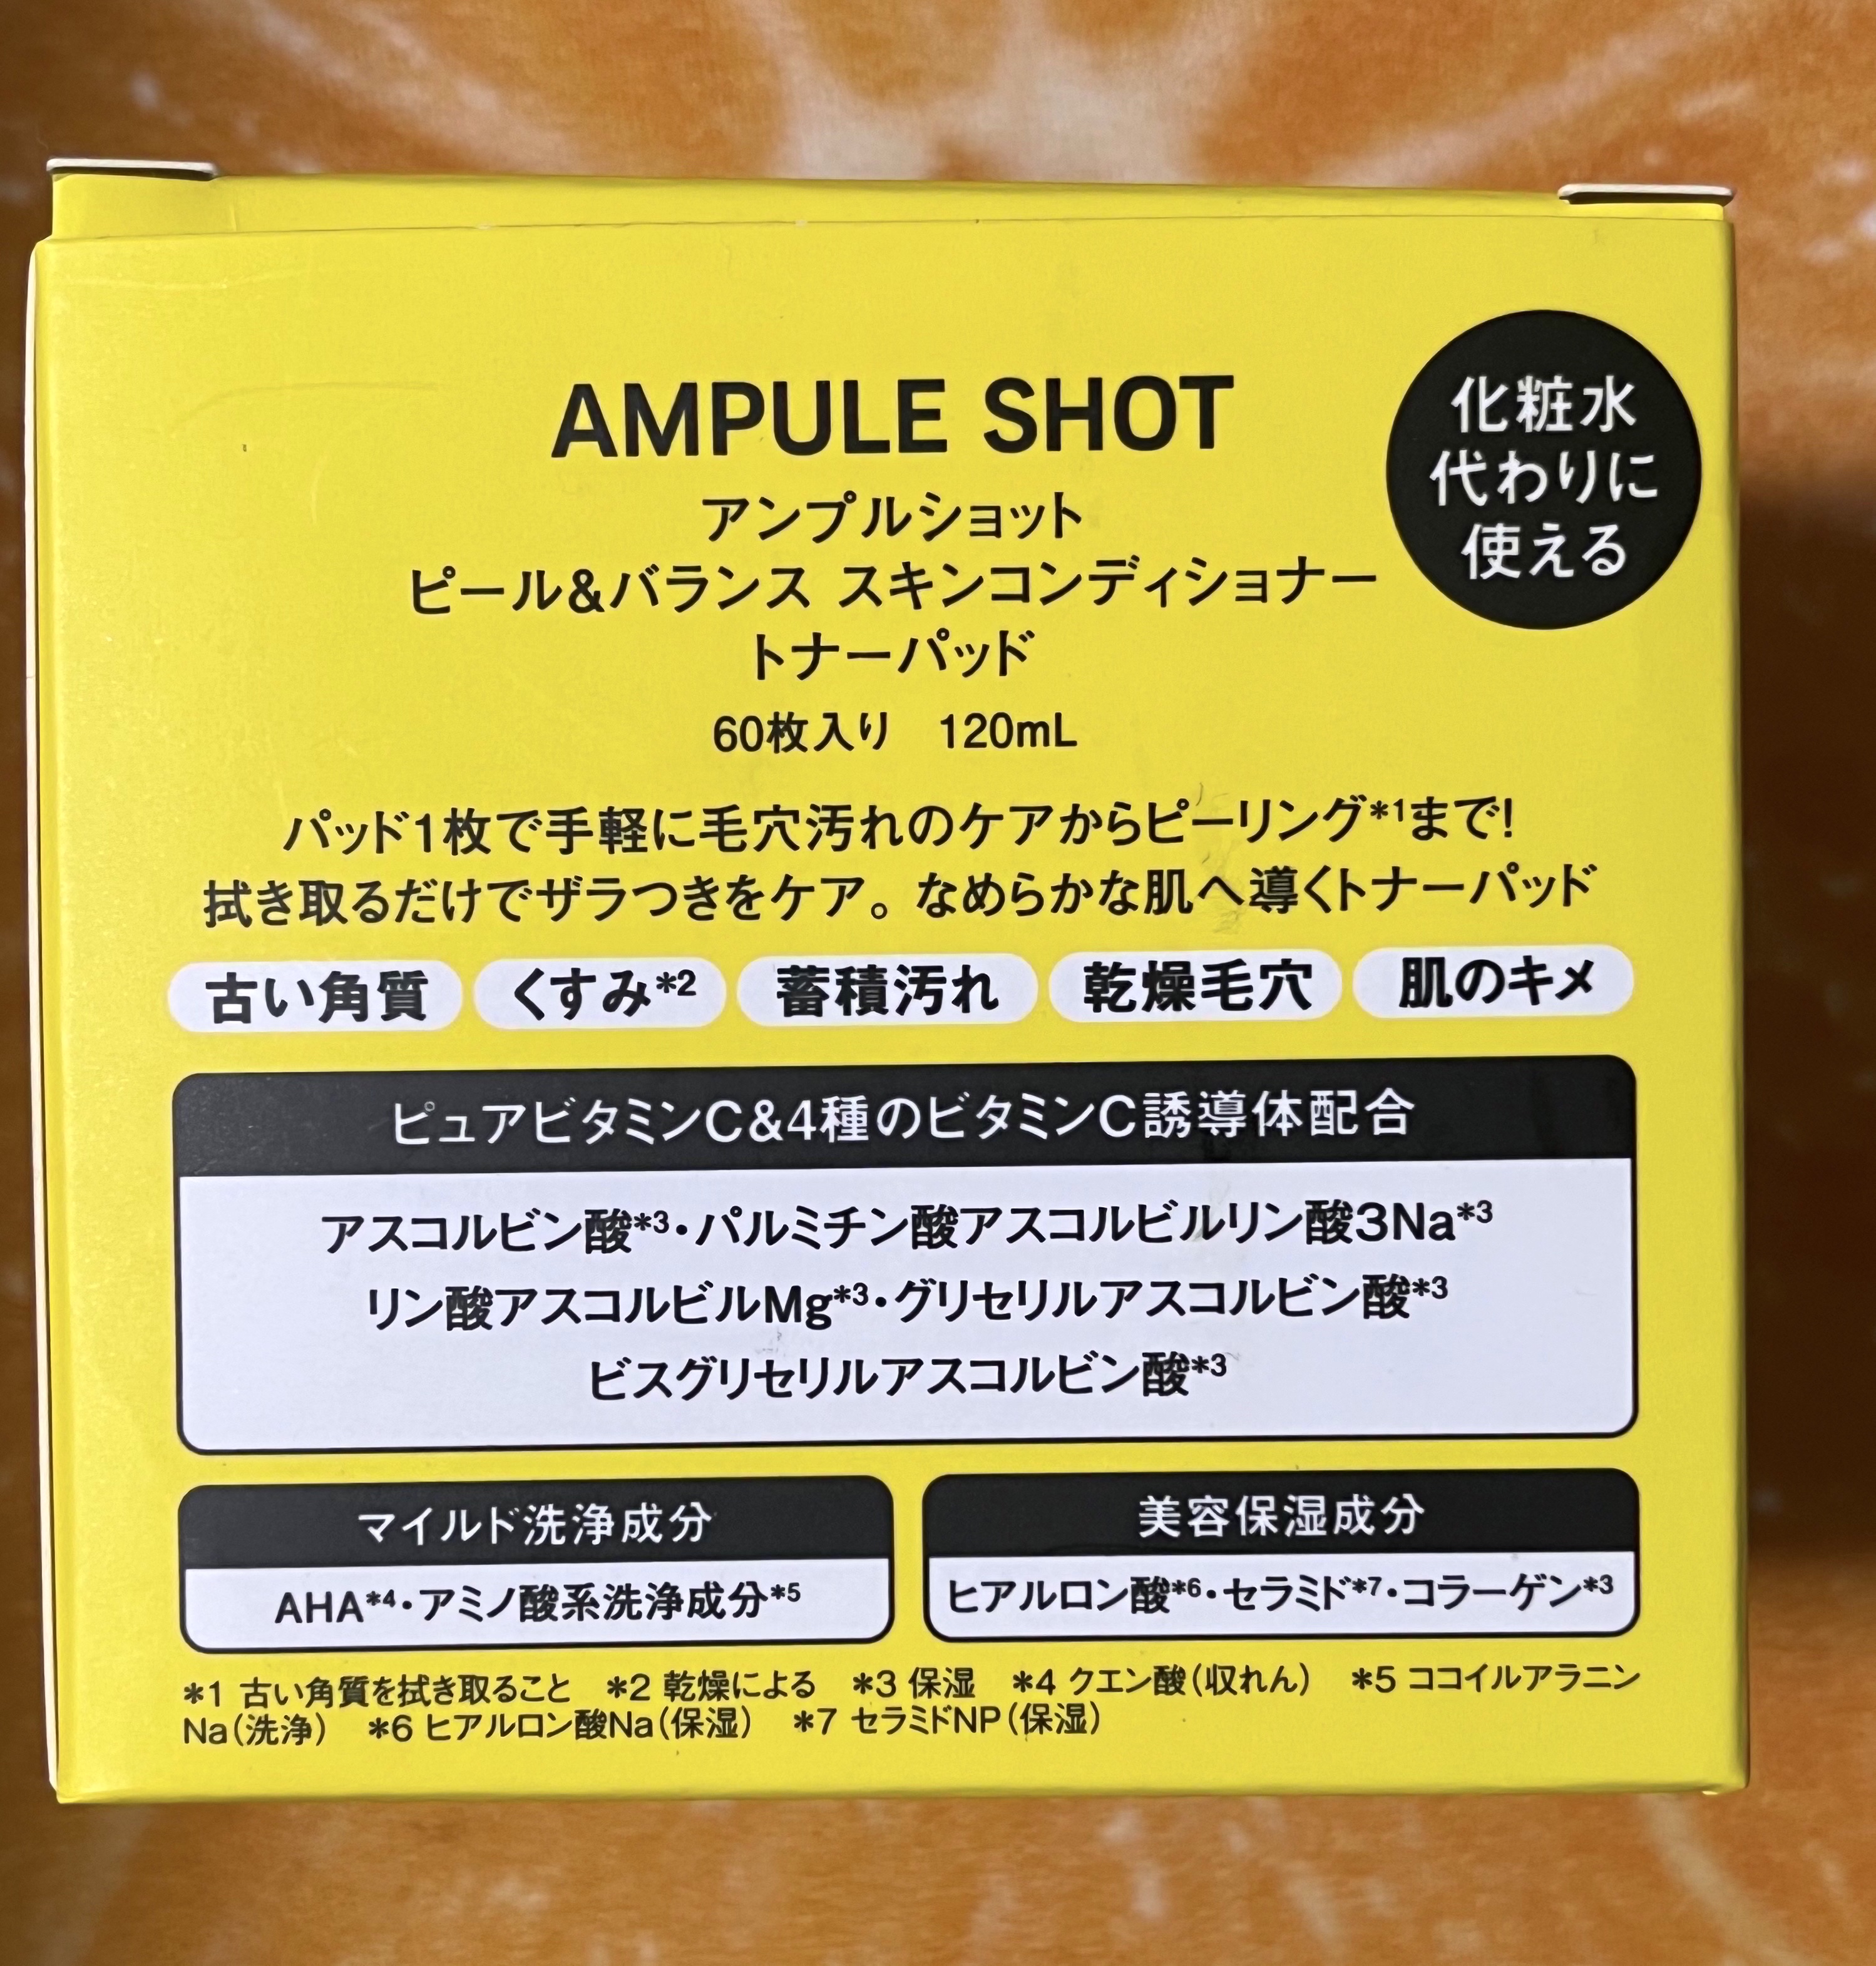 AMPULE SHOT
アンプルショット
ピール&バランス スキンコンディショナー
トナーパッド
60枚入り 120mL
化粧水
代わりに
使える
パッド1枚で手軽に毛穴汚れのケアからピーリング*1まで!
拭き取るだけでザラつきをケア。なめらかな肌へ導くトナーパッド
古い角質 くすみ*2 蓄積汚れ 乾燥毛穴 肌のキメ
ピュアビタミンC&4種のビタミンC誘導体配合
アスコルビン酸*3・パルミチン酸アスコルビルリン酸3Na*3
リン酸アスコルビルMg*3・グリセリルアスコルビン酸*3
ビスグリセリルアスコルビン酸*3
マイルド洗浄成分
AHA*4・アミノ酸系洗浄成分*5
美容保湿成分
ヒアルロン酸*6・セラミド*7・コラーゲン*3
*1 古い角質を拭き取ること *2 乾燥による *3 保湿 *4 クエン酸(収れん) *5 ココイルアラニン
Na(洗浄) *6 ヒアルロン酸Na(保湿) *7 セラミドNP(保湿)